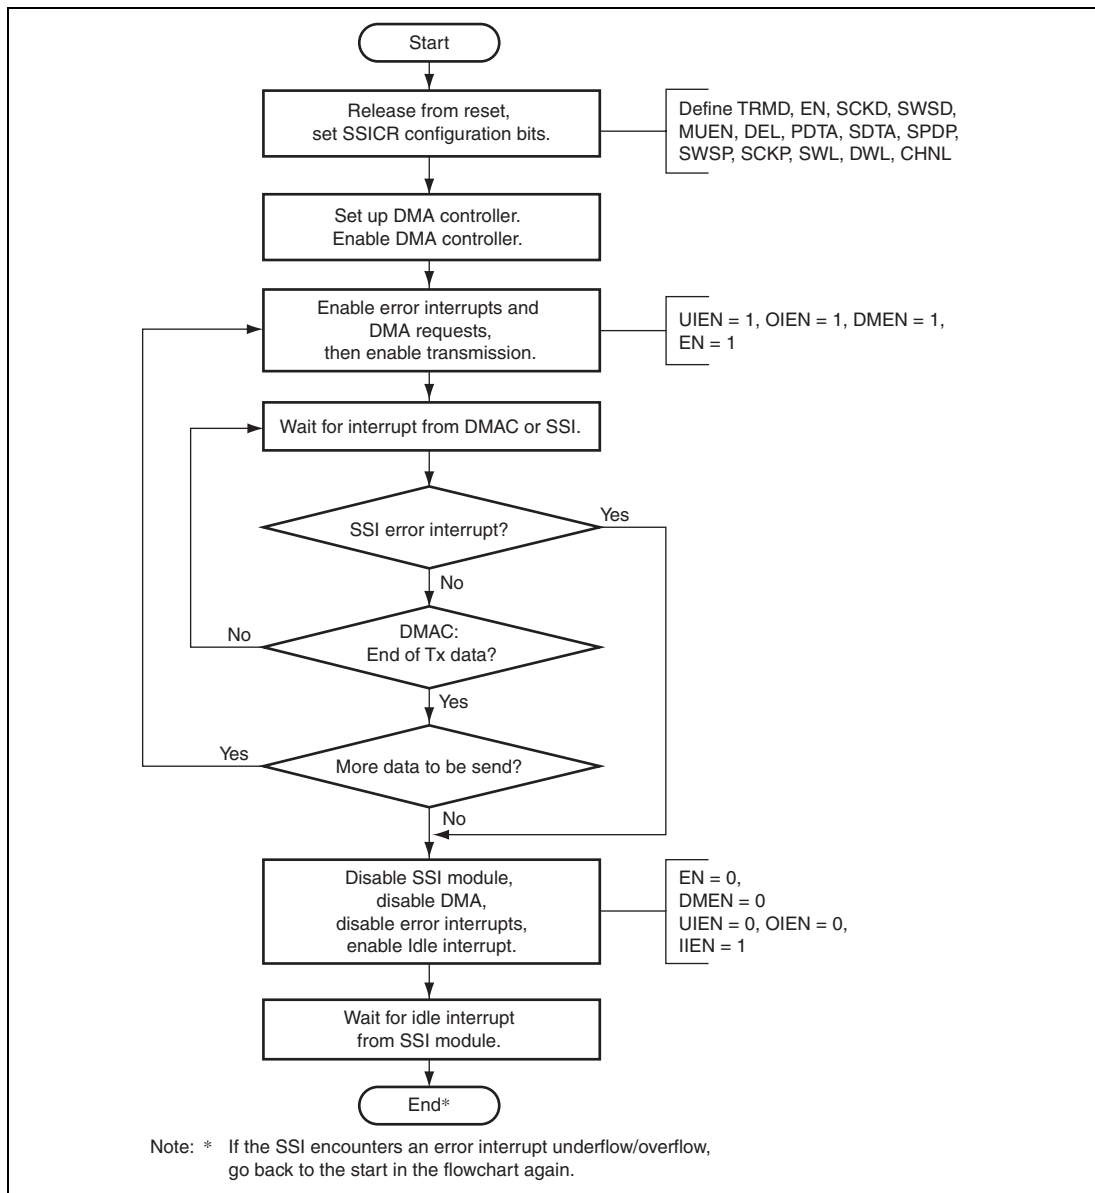 Start
Release from reset,
set SSICR configuration bits.
Define TRMD, EN, SCKD, SWSD,
MUEN, DEL, PDTA, SDTA, SPDP,
SWSP, SCKP, SWL, DWL, CHNL
Set up DMA controller.
Enable DMA controller.
Enable error interrupts and
DMA requests,
then enable transmission.
UIEN = 1, OIEN = 1, DMEN = 1,
EN = 1
Wait for interrupt from DMAC or SSI.
SSI error interrupt?
Yes
No
DMAC:
End of Tx data?
No
Yes
More data to be send?
Yes
No
Disable SSI module,
disable DMA,
disable error interrupts,
enable Idle interrupt.
EN = 0,
DMEN = 0
UIEN = 0, OIEN = 0,
IIEN = 1
Wait for idle interrupt
from SSI module.
End*
Note: * If the SSI encounters an error interrupt underflow/overflow,
go back to the start in the flowchart again.